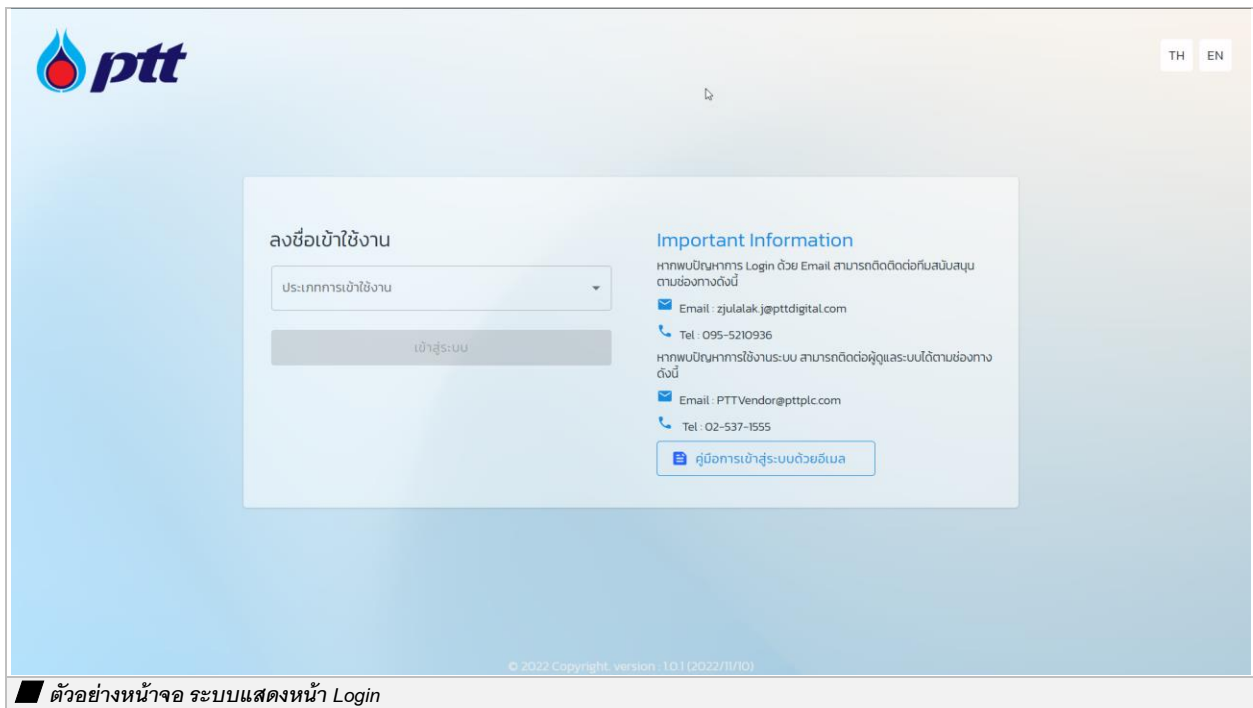 ptt
TH EN
ลงชื่อเข้าใช้งาน
ประเภทการเข้าใช้งาน
เข้าสู่ระบบ
Important Information
หากพบปัญหาการ Login ด้วย Email สามารถติดติดต่อทีมสนับสนุน
ตามช่องทางดังนี้
Email : zjulalak.j@pttdigital.com
Tel : 095-5210936
หากพบปัญหาการใช้งานระบบ สามารถติดต่อผู้ดูแลระบบได้ตามช่องทาง
ดังนี้
Email : PTTVendor@pttplc.com
Tel : 02-537-1555
คู่มือการเข้าสู่ระบบด้วยอีเมล
© 2022 Copyright. version : 1.0.1 (2022/11/10)
ตัวอย่างหน้าจอ ระบบแสดงหน้า Login